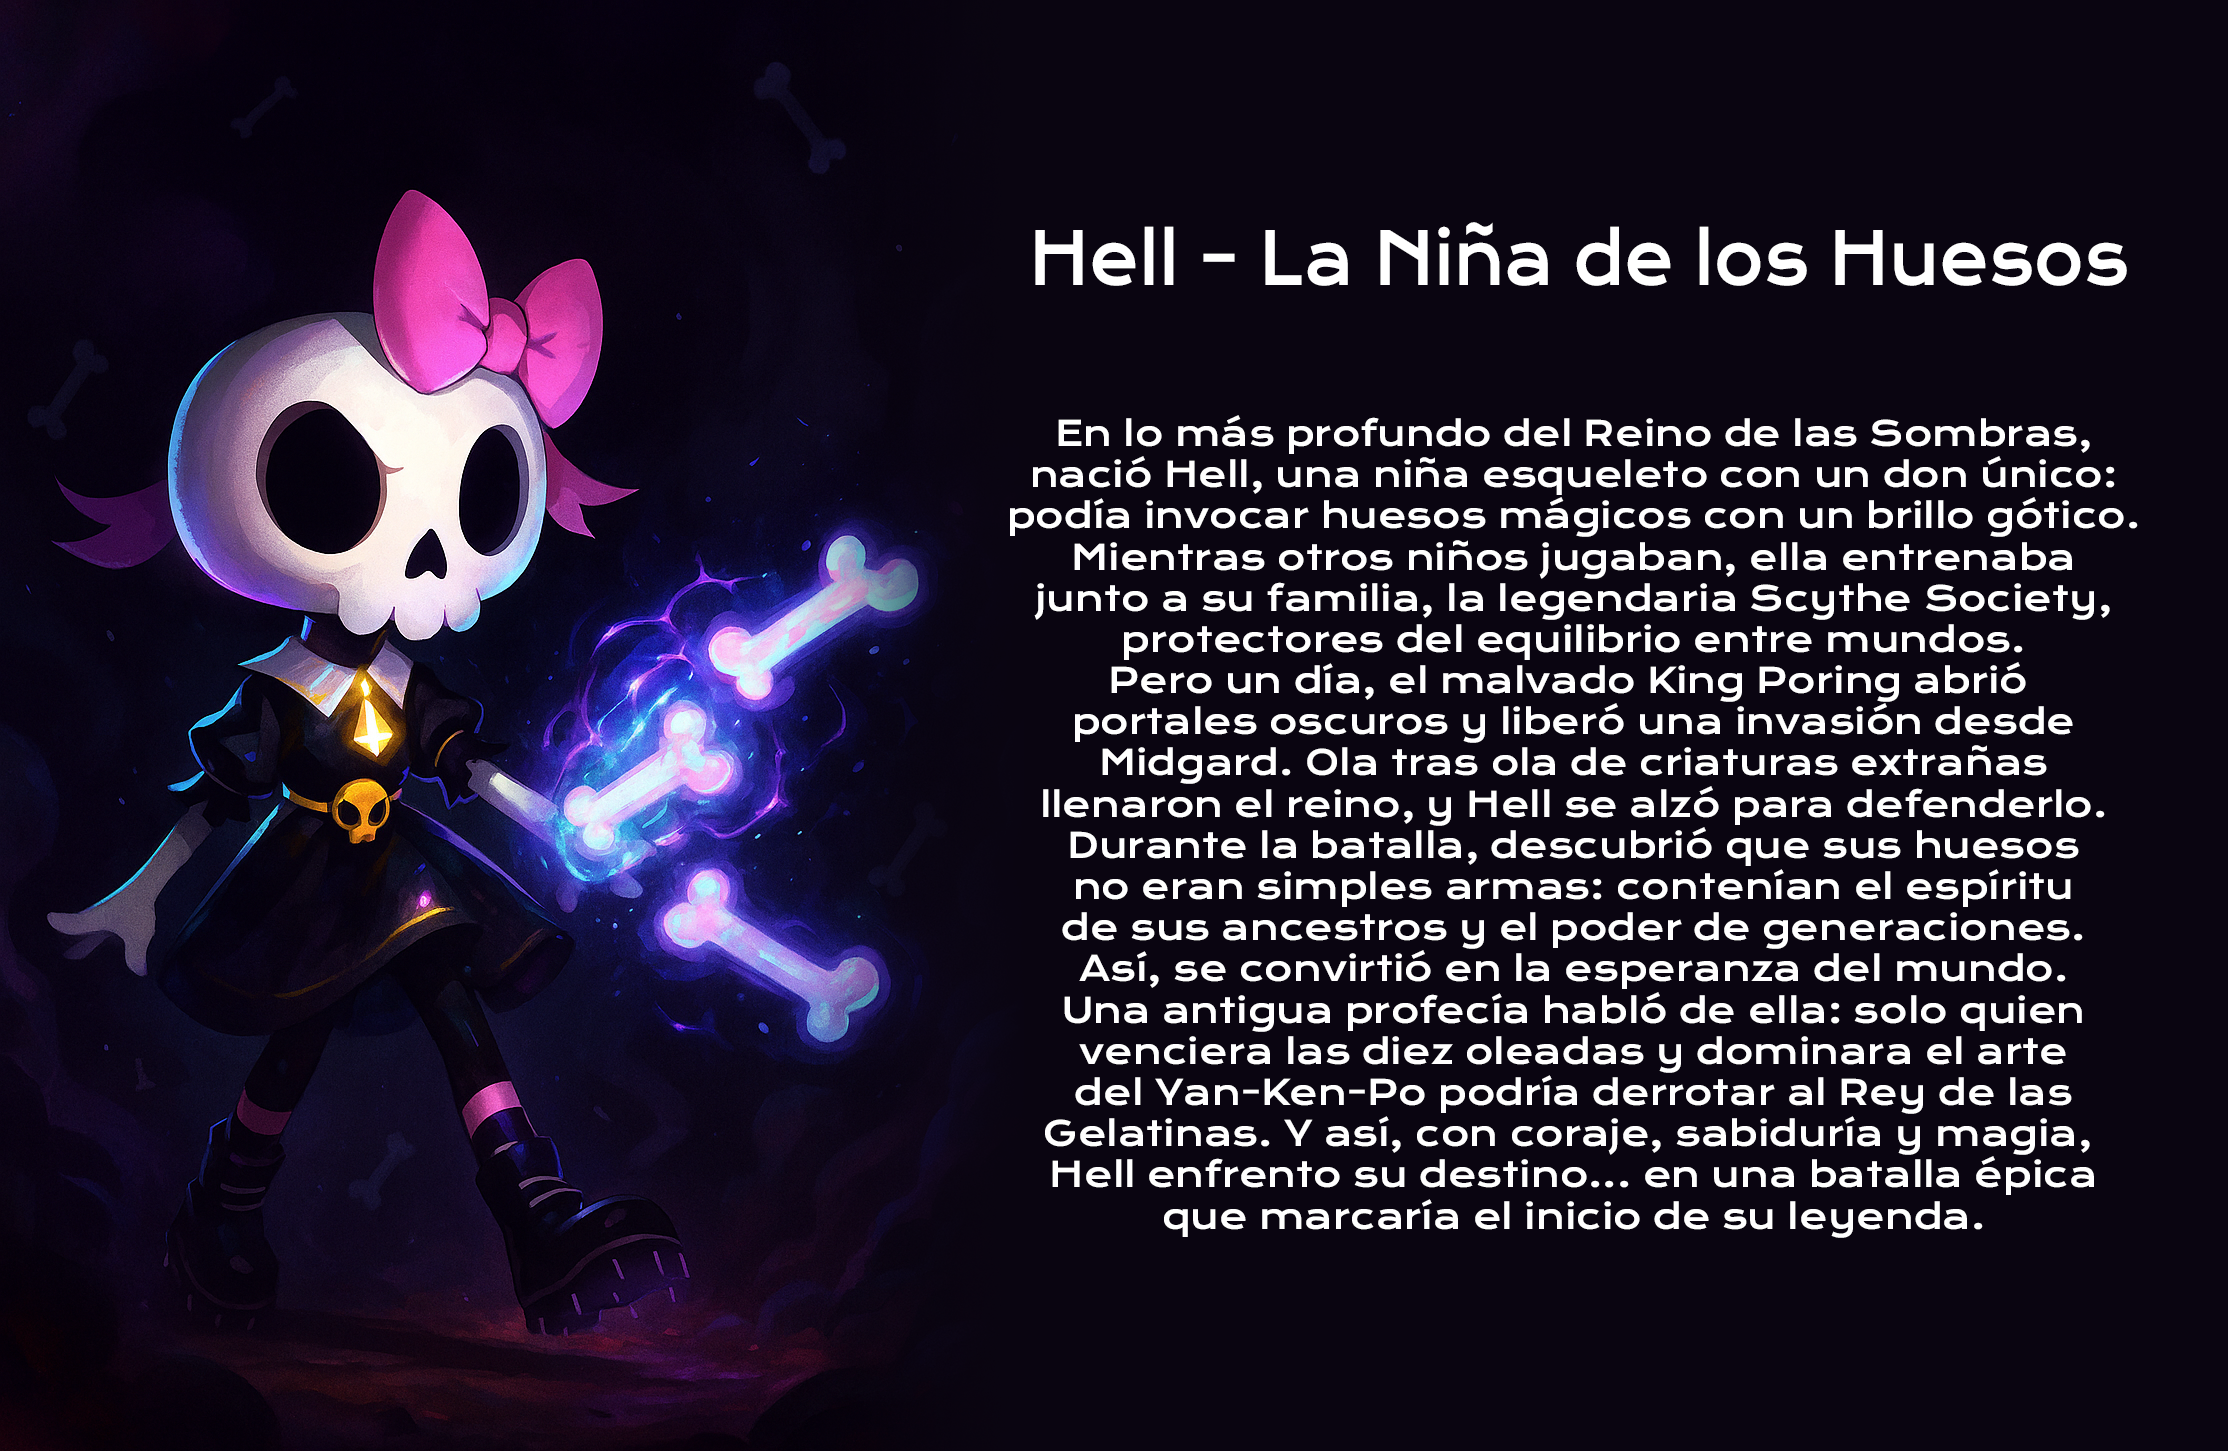 Hell - La Niña de los Huesos
En lo más profundo del Reino de las Sombras,
nació Hell, una niña esqueleto con un don único:
podía invocar huesos mágicos con un brillo gótico.
Mientras otros niños jugaban, ella entrenaba
junto a su familia, la legendaria Scythe Society,
protectores del equilibrio entre mundos.
Pero un día, el malvado King Poring abrió
portales oscuros y liberó una invasión desde
Midgard. Ola tras ola de criaturas extrañas
llenaron el reino, y Hell se alzó para defenderlo.
Durante la batalla, descubrió que sus huesos
no eran simples armas: contenían el espíritu
de sus ancestros y el poder de generaciones.
Así, se convirtió en la esperanza del mundo.
Una antigua profecía habló de ella: solo quien
venciera las diez oleadas y dominara el arte
del Yan-Ken-Po podría derrotar al Rey de las
Gelatinas. Y así, con coraje, sabiduría y magia,
Hell enfrento su destino... en una batalla épica
que marcaría el inicio de su leyenda.